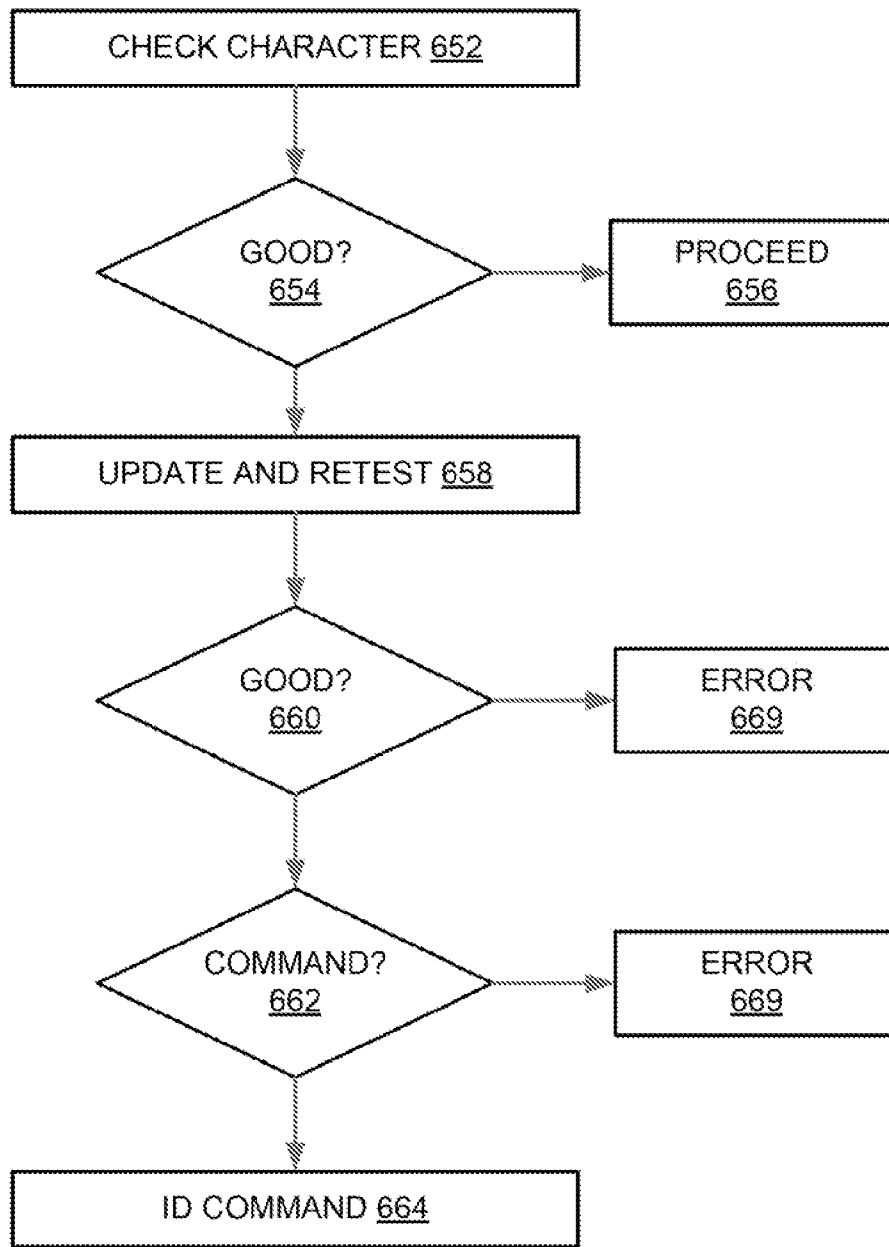 CHECK CHARACTER 652
GOOD?
654
PROCEED
656
UPDATE AND RETEST 658
GOOD?
660
ERROR
669
COMMAND?
662
ERROR
669
ID COMMAND 664